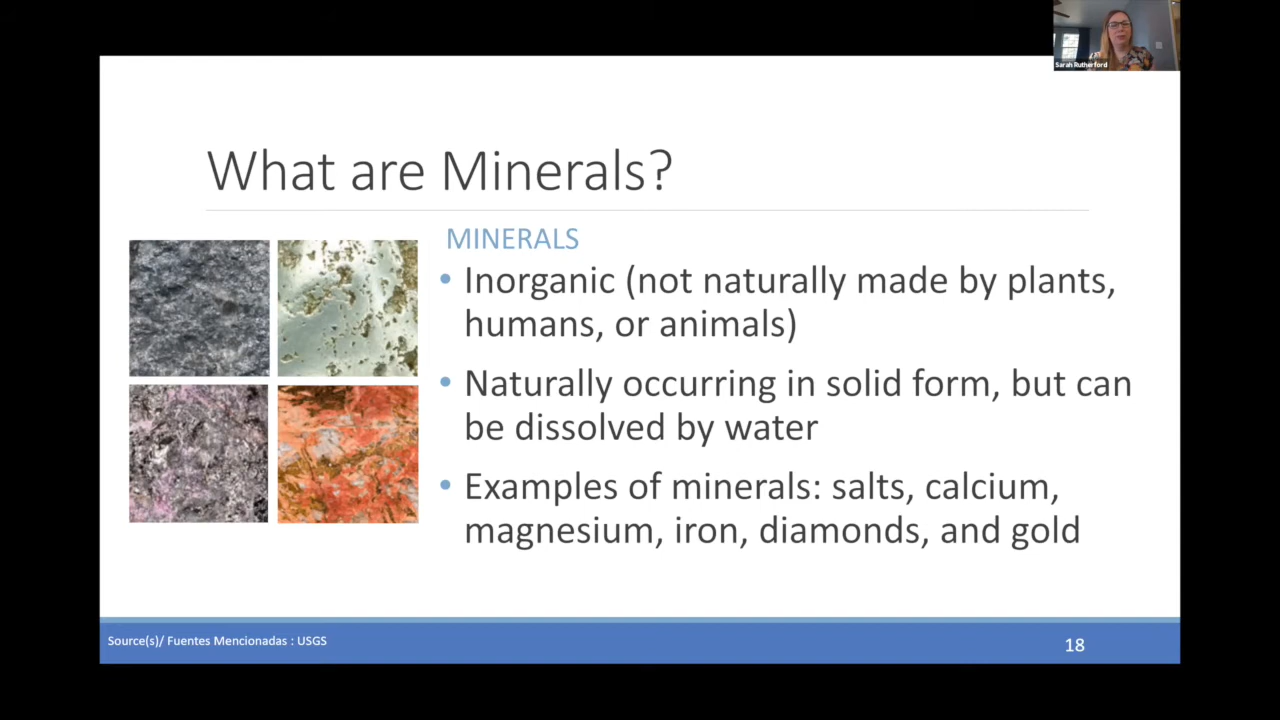 Sarah Rutherford
What are Minerals?
MINERALS
• Inorganic (not naturally made by plants,
humans, or animals)
• Naturally occurring in solid form, but can
be dissolved by water
• Examples of minerals: salts, calcium,
magnesium, iron, diamonds, and gold
Source(s)/ Fuentes Mencionadas : USGS
18